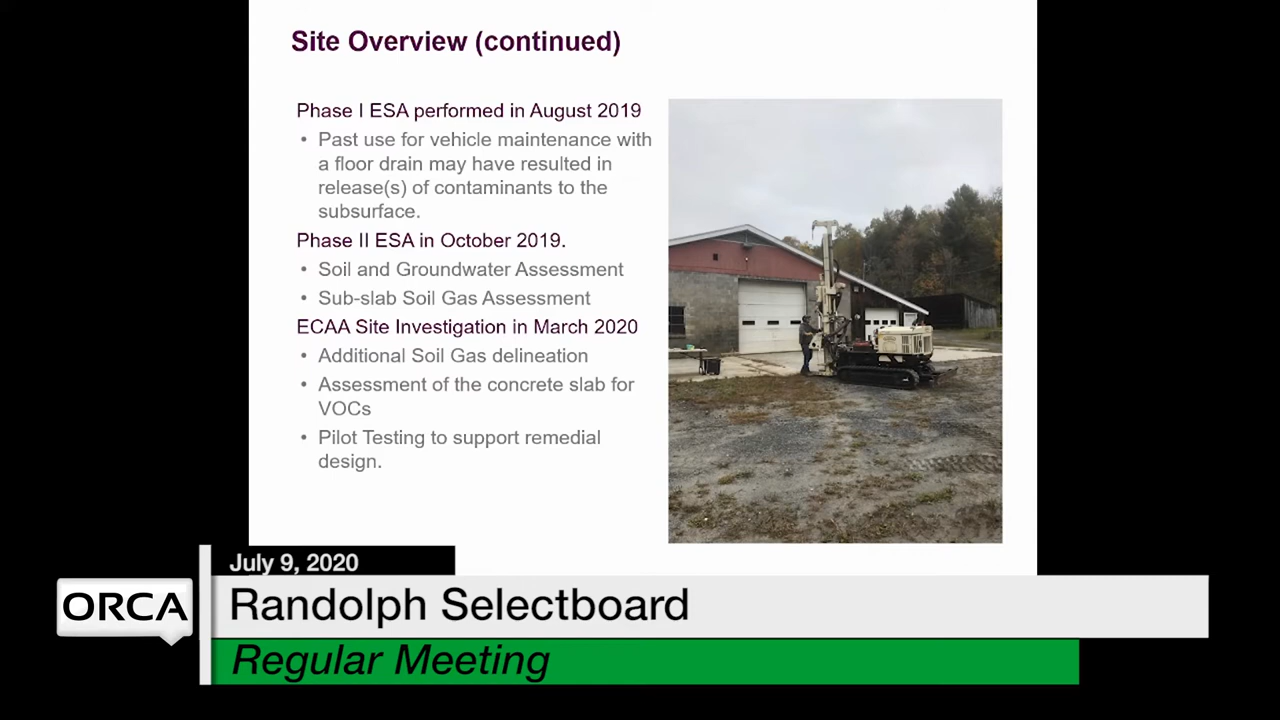 Site Overview (continued)
Phase I ESA performed in August 2019
• Past use for vehicle maintenance with
a floor drain may have resulted in
release(s) of contaminants to the
subsurface.
Phase II ESA in October 2019.
• Soil and Groundwater Assessment
• Sub-slab Soil Gas Assessment
ECAA Site Investigation in March 2020
• Additional Soil Gas delineation
• Assessment of the concrete slab for
VOCs
• Pilot Testing to support remedial
design.
July 9, 2020
ORCA
Randolph Selectboard
Regular Meeting